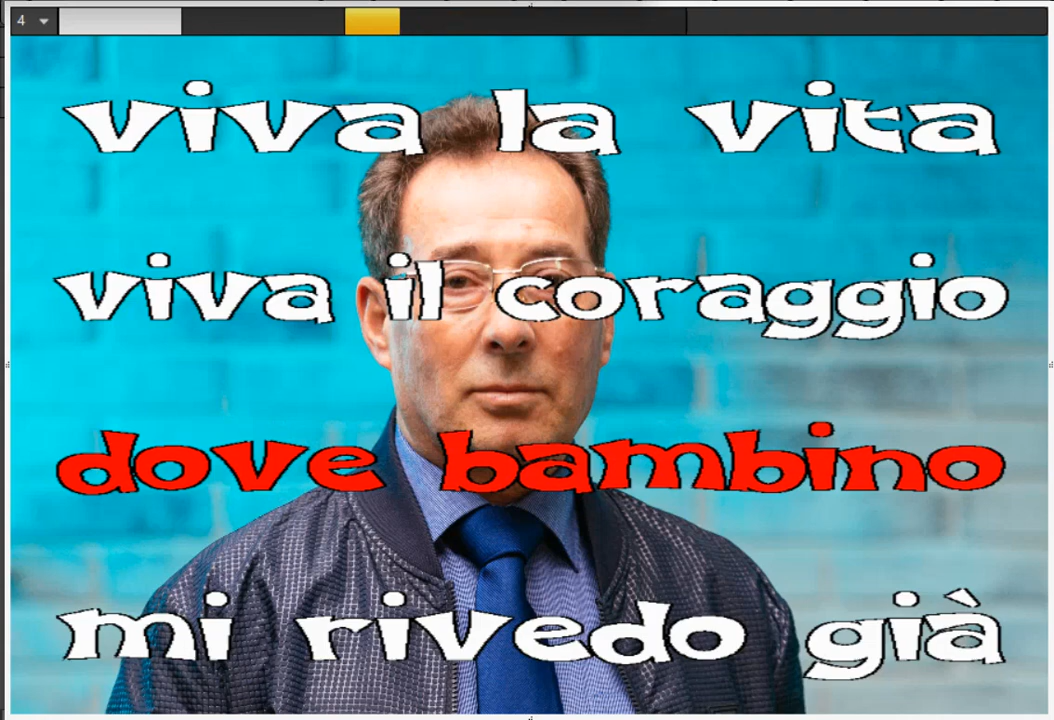 4
viva la vita
viva il coraggio
dove bambino
mi rivedo già